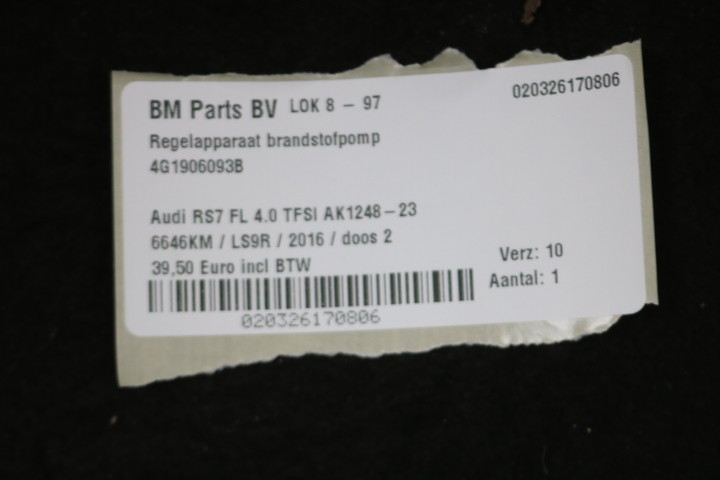 BM Parts BV LOK 8 - 97
020326170806
Regelapparaat brandstofpomp
4G1906093B
Audi RS7 FL 4.0 TFSI AK1248-23
6646KM / LS9R / 2016 / doos 2
39,50 Euro incl BTW
Verz: 10
Aantal: 1
020326170806